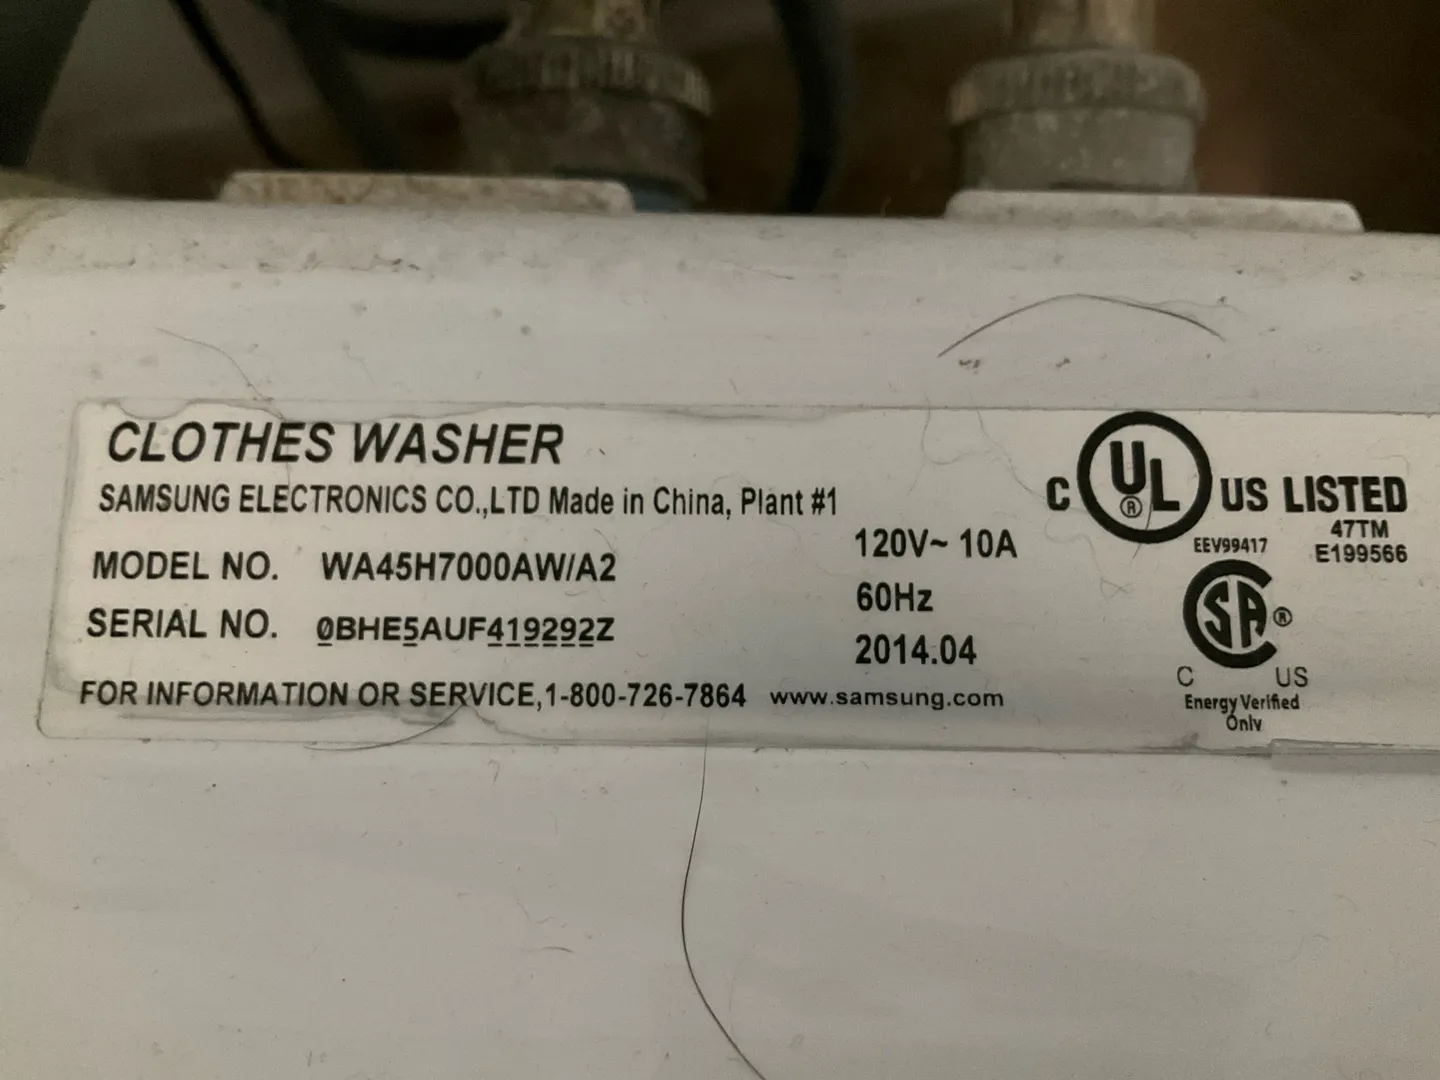 CLOTHES WASHER
SAMSUNG ELECTRONICS CO.,LTD Made in China, Plant #1
MODEL NO. WA45H7000AW/A2
SERIAL NO. 0BHE5AUF419292Z
FOR INFORMATION OR SERVICE,1-800-726-7864 www.samsung.com
120V~ 10A
60Hz
2014.04
C UL ® US LISTED
47TM
EEV99417 E199566
SA ®
C US
Energy Verified
Only